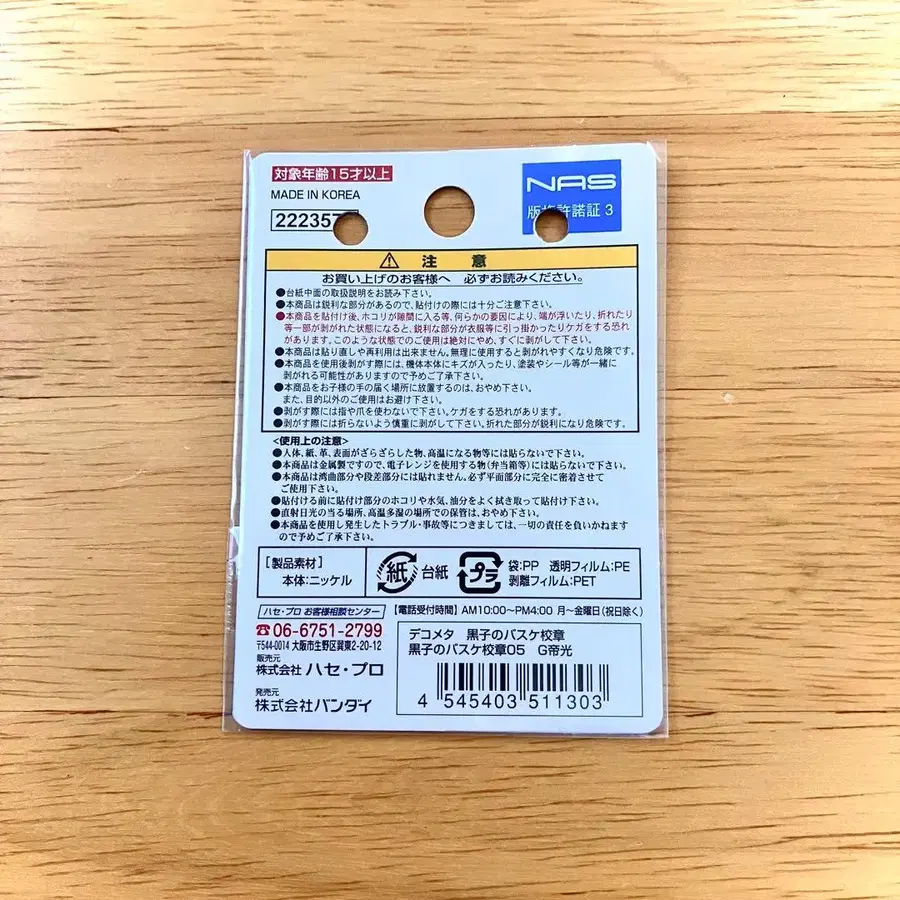 対象年齢15才以上
MADE IN KOREA
22235
NAS
版権許諾証 3
⚠ 注 意
お買い上げのお客様へ 必ずお読みください。
●台紙中面の取扱説明をお読み下さい。
●本商品は鋭利な部分があるので、貼付けの際には十分ご注意下さい。
●本商品を貼付け後、ホコリが隙間に入る等、何らかの要因により、端が浮いたり、折れたり
等一部が剥がれた状態になると、鋭利な部分が衣服等に引っ掛かったりケガをする恐れ
があります。このような状態でのご使用は絶対にやめ、すぐに剥がして下さい。
●本商品は貼り直しや再利用は出来ません。無理に使用すると剥がれやすくなり危険です。
●本商品を使用後剥がす際には、機体本体にキズが入ったり、塗装やシール等が一緒に
剥がれる可能性がありますので予めご了承下さい。
●本商品をお子様の手の届く場所に放置するのは、おやめ下さい。
また、目的以外のご使用はお避け下さい。
●剥がす際には指や爪を使わないで下さい。ケガをする恐れがあります。
●剥がす際には折らないよう慎重に剥がして下さい。折れた部分が鋭利になり危険です。
<使用上の注意>
●人体、紙、革、表面がざらざらした物、高温になる物等には貼らないで下さい。
●本商品は金属製ですので、電子レンジを使用する物(弁当箱等)には貼らないで下さい。
●本商品は湾曲部分や段差部分には貼れません。必ず平面部分に完全に密着させて
ご使用下さい。
●貼付ける前に貼付け部分のホコリや水気、油分をよく拭き取って貼付け下さい。
●直射日光の当る場所、高温多湿の場所での保管は、おやめ下さい。
●本商品を使用し発生したトラブル・事故等につきましては、一切の責任を負いかねます
ので予めご了承下さい。
[製品素材]
本体:ニッケル
紙 台紙
プラ
袋:PP 透明フィルム:PE
剥離フィルム:PET
ハセ・プロ お客様相談センター
【電話受付時間】AM10:00〜PM4:00 月〜金曜日(祝日除く)
☎06-6751-2799
〒544-0014 大阪市生野区巽東2-20-12
販売元
株式会社 ハセ・プロ
発売元
株式会社バンダイ
デコメタ 黒子のバスケ校章
黒子のバスケ校章05 G帝光
4 545403 511303